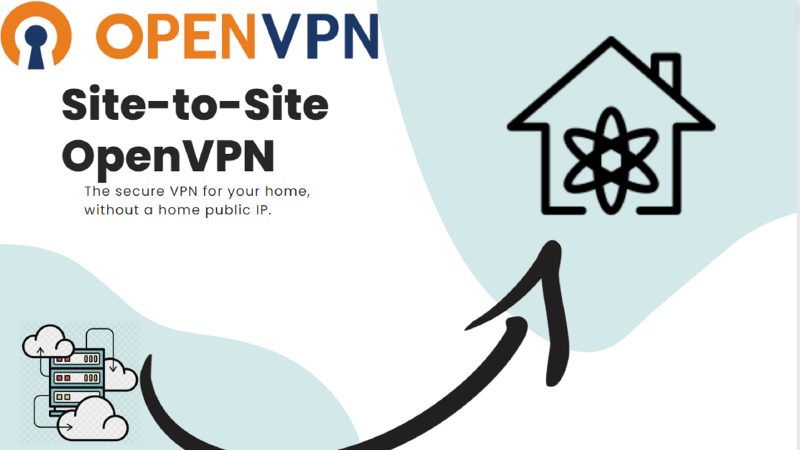 OPENVPN
Site-to-Site
OpenVPN
The secure VPN for your home,
without a home public IP.